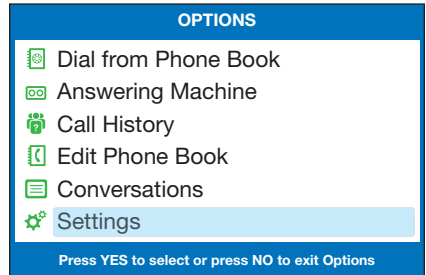 OPTIONS
Dial from Phone Book
Answering Machine
Call History
Edit Phone Book
Conversations
Settings
Press YES to select or press NO to exit Options